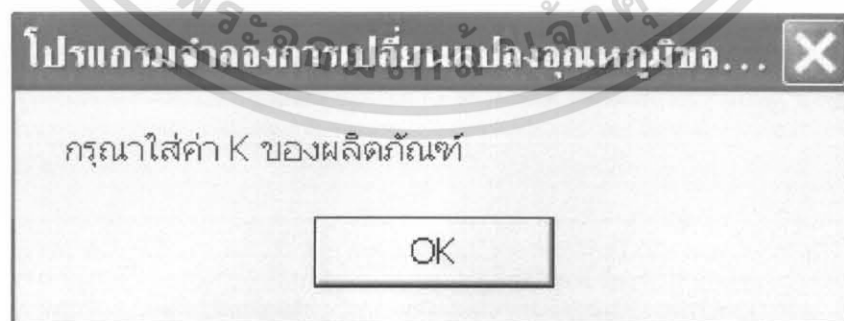 โปรแกรมจำลองการเปลี่ยนแปลงอุณหภูมิขอ...
กรุณาใส่ค่า K ของผลิตภัณฑ์
OK